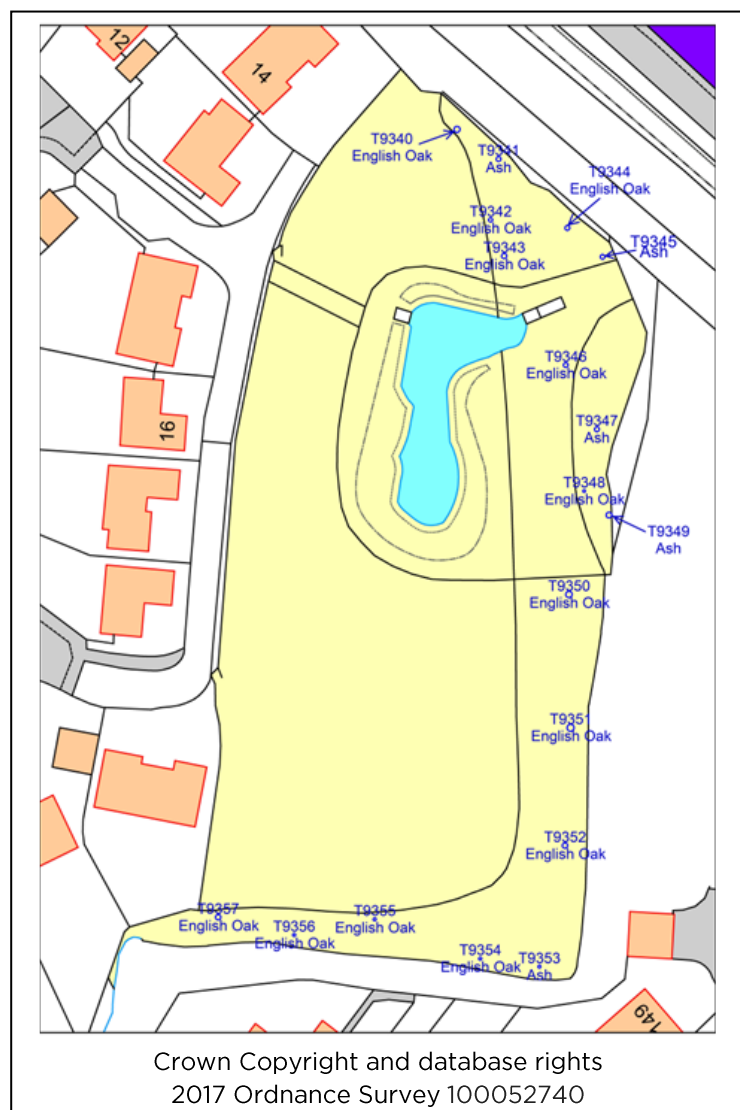 12
14
T9340
English Oak
T9341
Ash
T9344
English Oak
T9342
English Oak
T9345
Ash
T9343
English Oak
T9346
English Oak
16
T9347
Ash
T9348
English Oak
T9349
Ash
T9350
English Oak
T9351
English Oak
T9352
English Oak
T9357
English Oak
T9355
English Oak
T9356
English Oak
T9354
English Oak
T9353
Ash
149
Crown Copyright and database rights
2017 Ordnance Survey 100052740